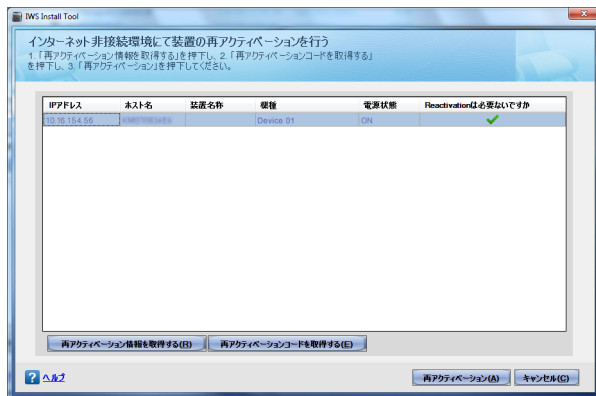 IWS Install Tool
インターネット非接続環境にて装置の再アクティベーションを行う
1.「再アクティベーション情報を取得する」を押下し、2.「再アクティベーションコードを取得する」
を押下し、3.「再アクティベーション」を押下してください。
IPアドレス ホスト名 装置名称 機種 電源状態 Reactivationは必要ないですか
10.16.154.56 Device 01 ON
再アクティベーション情報を取得する(R) 再アクティベーションコードを取得する(E)
ヘルプ 再アクティベーション(A) キャンセル(C)